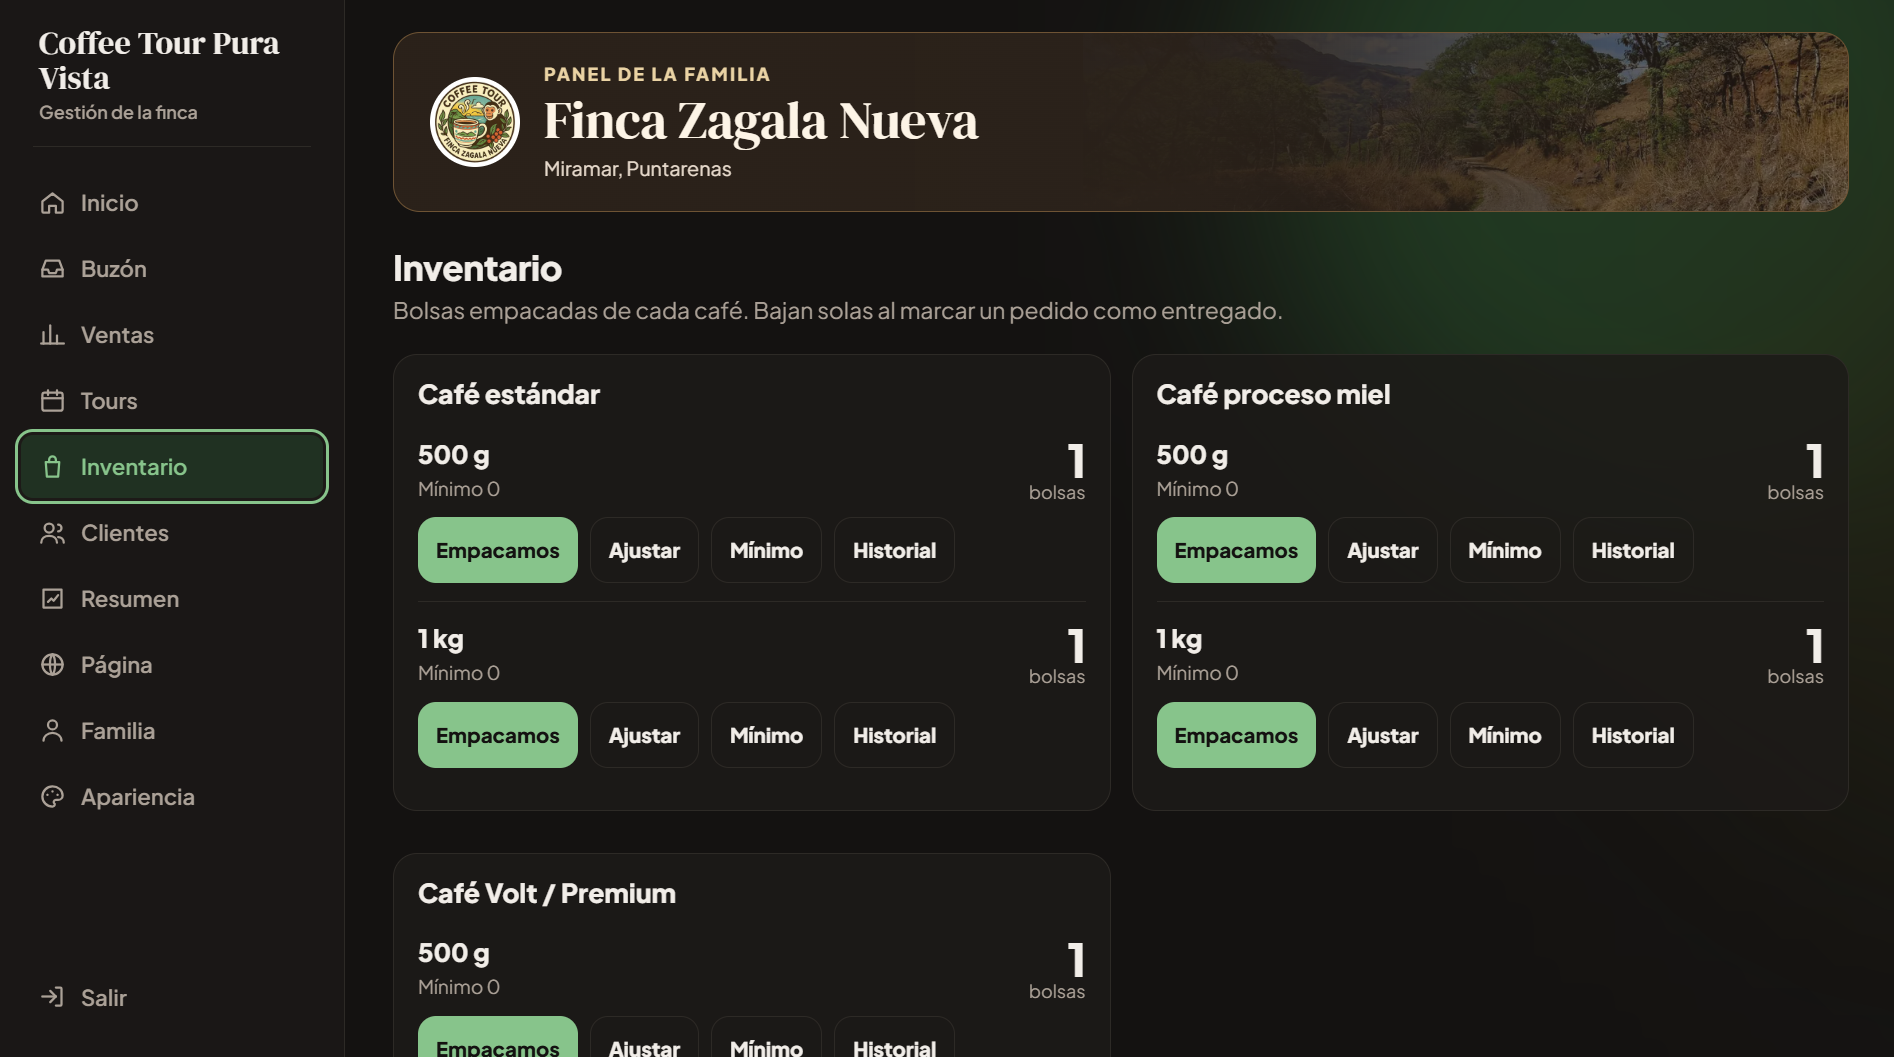 Coffee Tour Pura
Vista
Gestión de la finca
Inicio
Buzón
Ventas
Tours
Inventario
Clientes
Resumen
Página
Familia
Apariencia
Salir
COFFEE TOUR
FINCA ZAGALA NUEVA
PANEL DE LA FAMILIA
Finca Zagala Nueva
Miramar, Puntarenas
Inventario
Bolsas empacadas de cada café. Bajan solas al marcar un pedido como entregado.
Café estándar
500 g
Mínimo 0
1
bolsas
Empacamos Ajustar Mínimo Historial
1 kg
Mínimo 0
1
bolsas
Empacamos Ajustar Mínimo Historial
Café proceso miel
500 g
Mínimo 0
1
bolsas
Empacamos Ajustar Mínimo Historial
1 kg
Mínimo 0
1
bolsas
Empacamos Ajustar Mínimo Historial
Café Volt / Premium
500 g
Mínimo 0
1
bolsas
Empacamos Ajustar Mínimo Historial